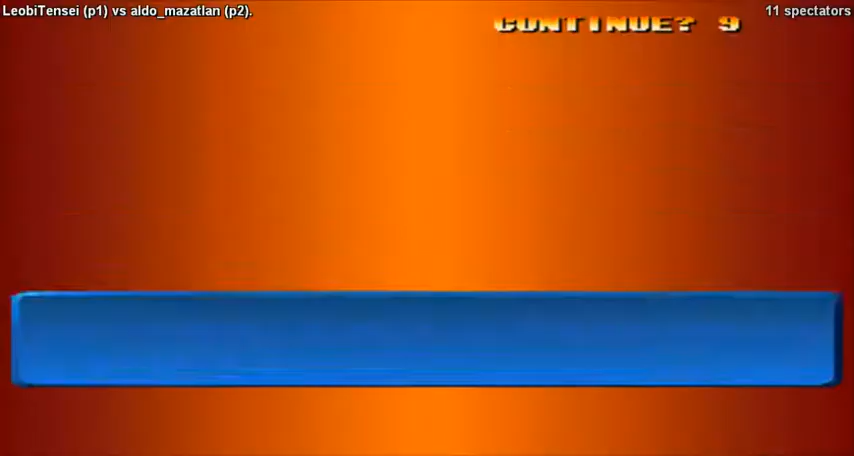 LeobiTensei (p1) vs aldo_mazatlan (p2).
CONTINUE? 9
11 spectators